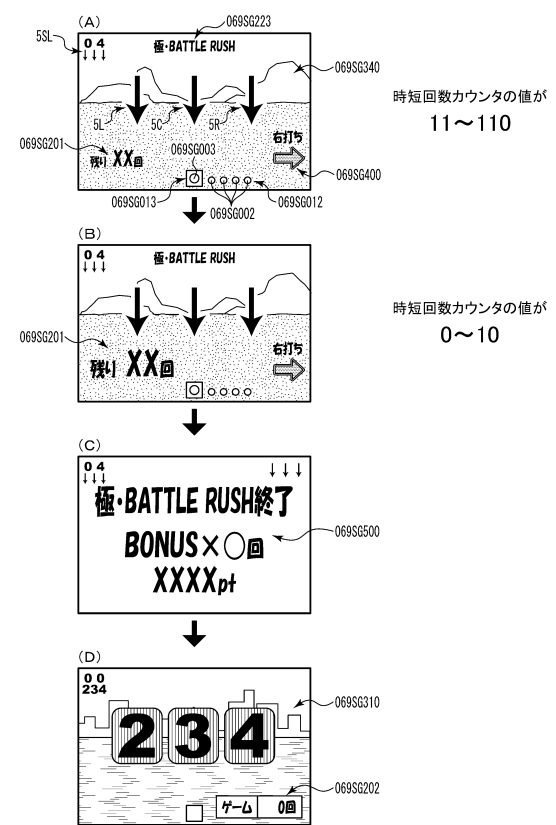 (A)
069SG223
5SL
0 4
↓↓↓
極・BATTLE RUSH
069SG340
時短回数カウンタの値が
11～110
5L
5C
5R
069SG201
069SG003
残り XX回
右打ち
069SG400
069SG013
069SG012
069SG002
(B)
0 4
↓↓↓
極・BATTLE RUSH
時短回数カウンタの値が
0～10
069SG201
残り XX回
右打ち
(C)
0 4
↓↓↓
↓ ↓ ↓
極・BATTLE RUSH終了
BONUS×○回
069SG500
XXXXpt
(D)
0 0
234
069SG310
2 3 4
069SG202
ゲーム 0回